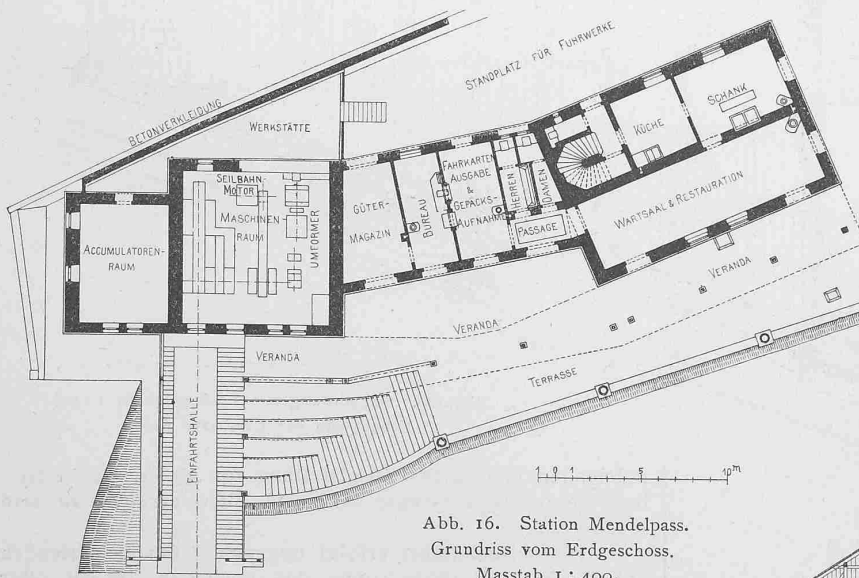 STANDPLATZ FÜR FUHRWERKE
BETONVERKLEIDUNG
WERKSTÄTTE
SCHANK
KÜCHE
SEILBAHN-
MOTOR
MASCHINEN-
RAUM
UMFORMER
ACCUMULATOREN-
RAUM
GÜTER-
MAGAZIN
BUREAU
FAHRKARTEN
AUSGABE
&
GEPÄCKS-
AUFNAHME
HERREN
DAMEN
PASSAGE
WARTSAAL & RESTAURATION
VERANDA
VERANDA
VERANDA
TERRASSE
EINFAHRTSHALLE
1 0 1 5 10m
Abb. 16. Station Mendelpass.
Grundriss vom Erdgeschoss.
Masstab 1 : 400.